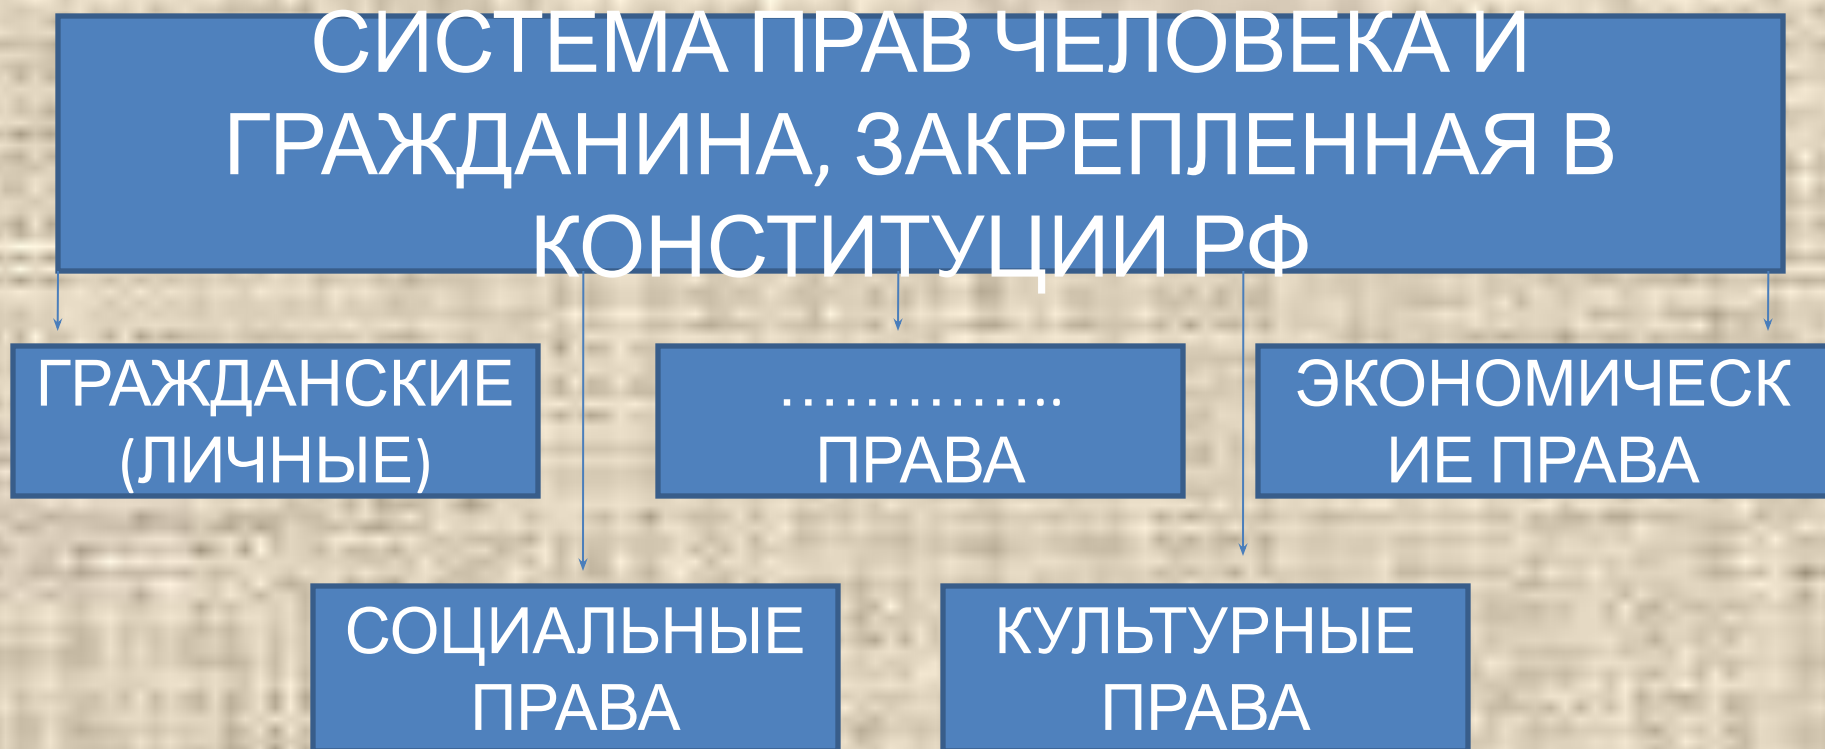 СИСТЕМА ПРАВ ЧЕЛОВЕКА И
ГРАЖДАНИНА, ЗАКРЕПЛЕННАЯ В
КОНСТИТУЦИИ РФ
ГРАЖДАНСКИЕ
(ЛИЧНЫЕ)
…………..
ПРАВА
ЭКОНОМИЧЕСК
ИЕ ПРАВА
СОЦИАЛЬНЫЕ
ПРАВА
КУЛЬТУРНЫЕ
ПРАВА